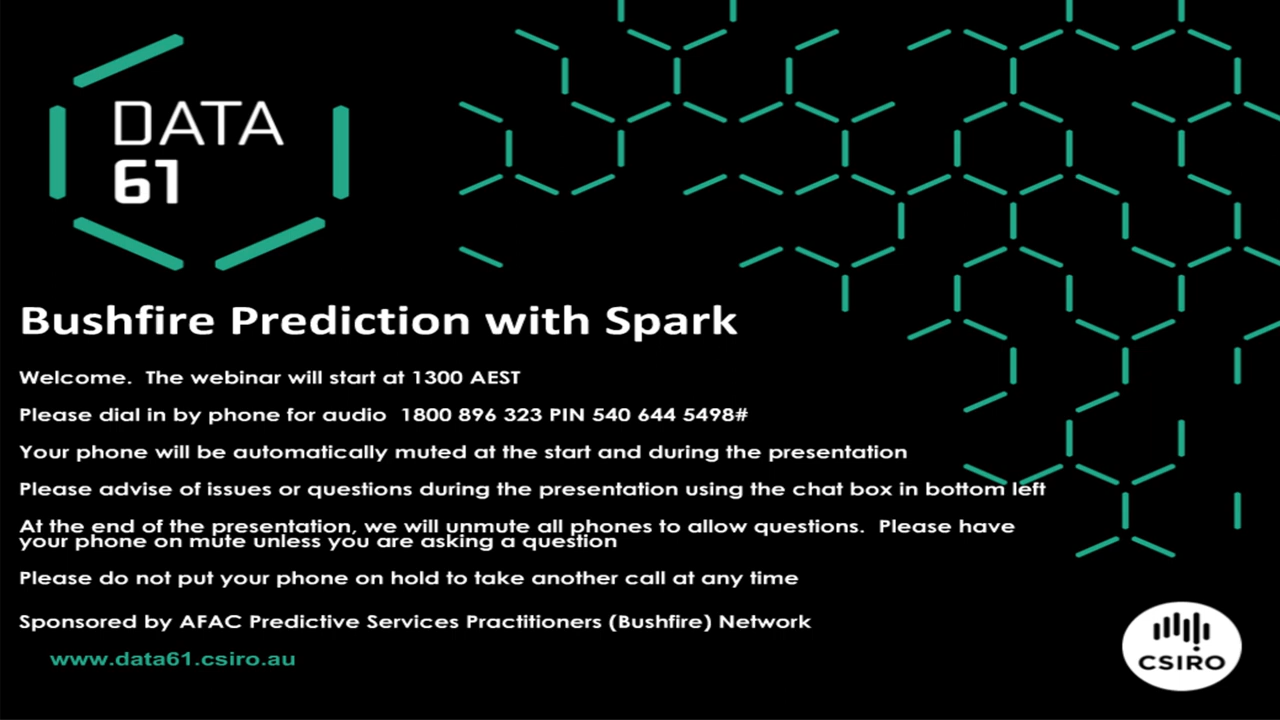 DATA
61
Bushfire Prediction with Spark
Welcome.  The webinar will start at 1300 AEST
Please dial in by phone for audio  1800 896 323 PIN 540 644 5498#
Your phone will be automatically muted at the start and during the presentation
Please advise of issues or questions during the presentation using the chat box in bottom left
At the end of the presentation, we will unmute all phones to allow questions.  Please have
your phone on mute unless you are asking a question
Please do not put your phone on hold to take another call at any time
Sponsored by AFAC Predictive Services Practitioners (Bushfire) Network
www.data61.csiro.au
CSIRO